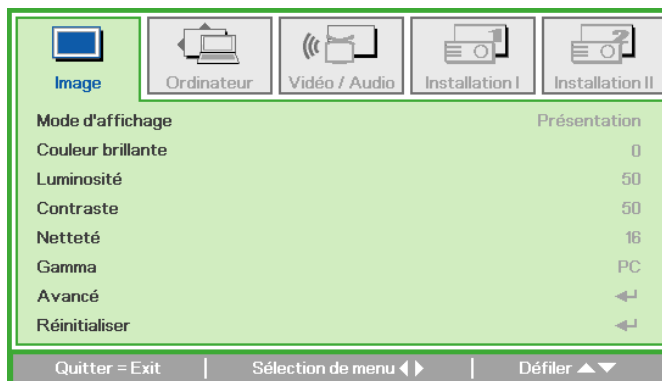 Image Ordinateur Vidéo / Audio Installation I Installation II
Mode d'affichage Présentation
Couleur brillante 0
Luminosité 50
Contraste 50
Netteté 16
Gamma PC
Avancé
Réinitialiser
Quitter = Exit Sélection de menu Défiler